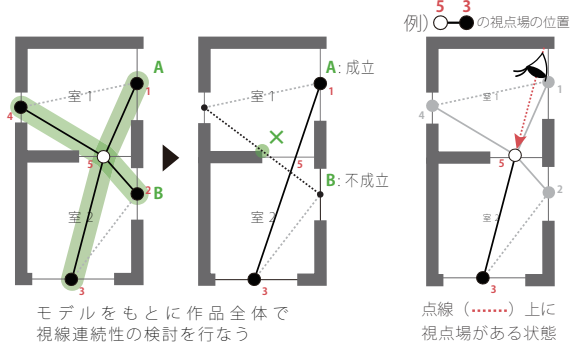 5 3
例) の視点場の位置
A
室1
1
4
5
2
B
室2
3
A: 成立
室1
1
×
5
B: 不成立
室2
3
室1
1
4
5
2
室2
3
モデルをもとに作品全体で
視線連続性の検討を行なう
点線（……）上に
視点場がある状態